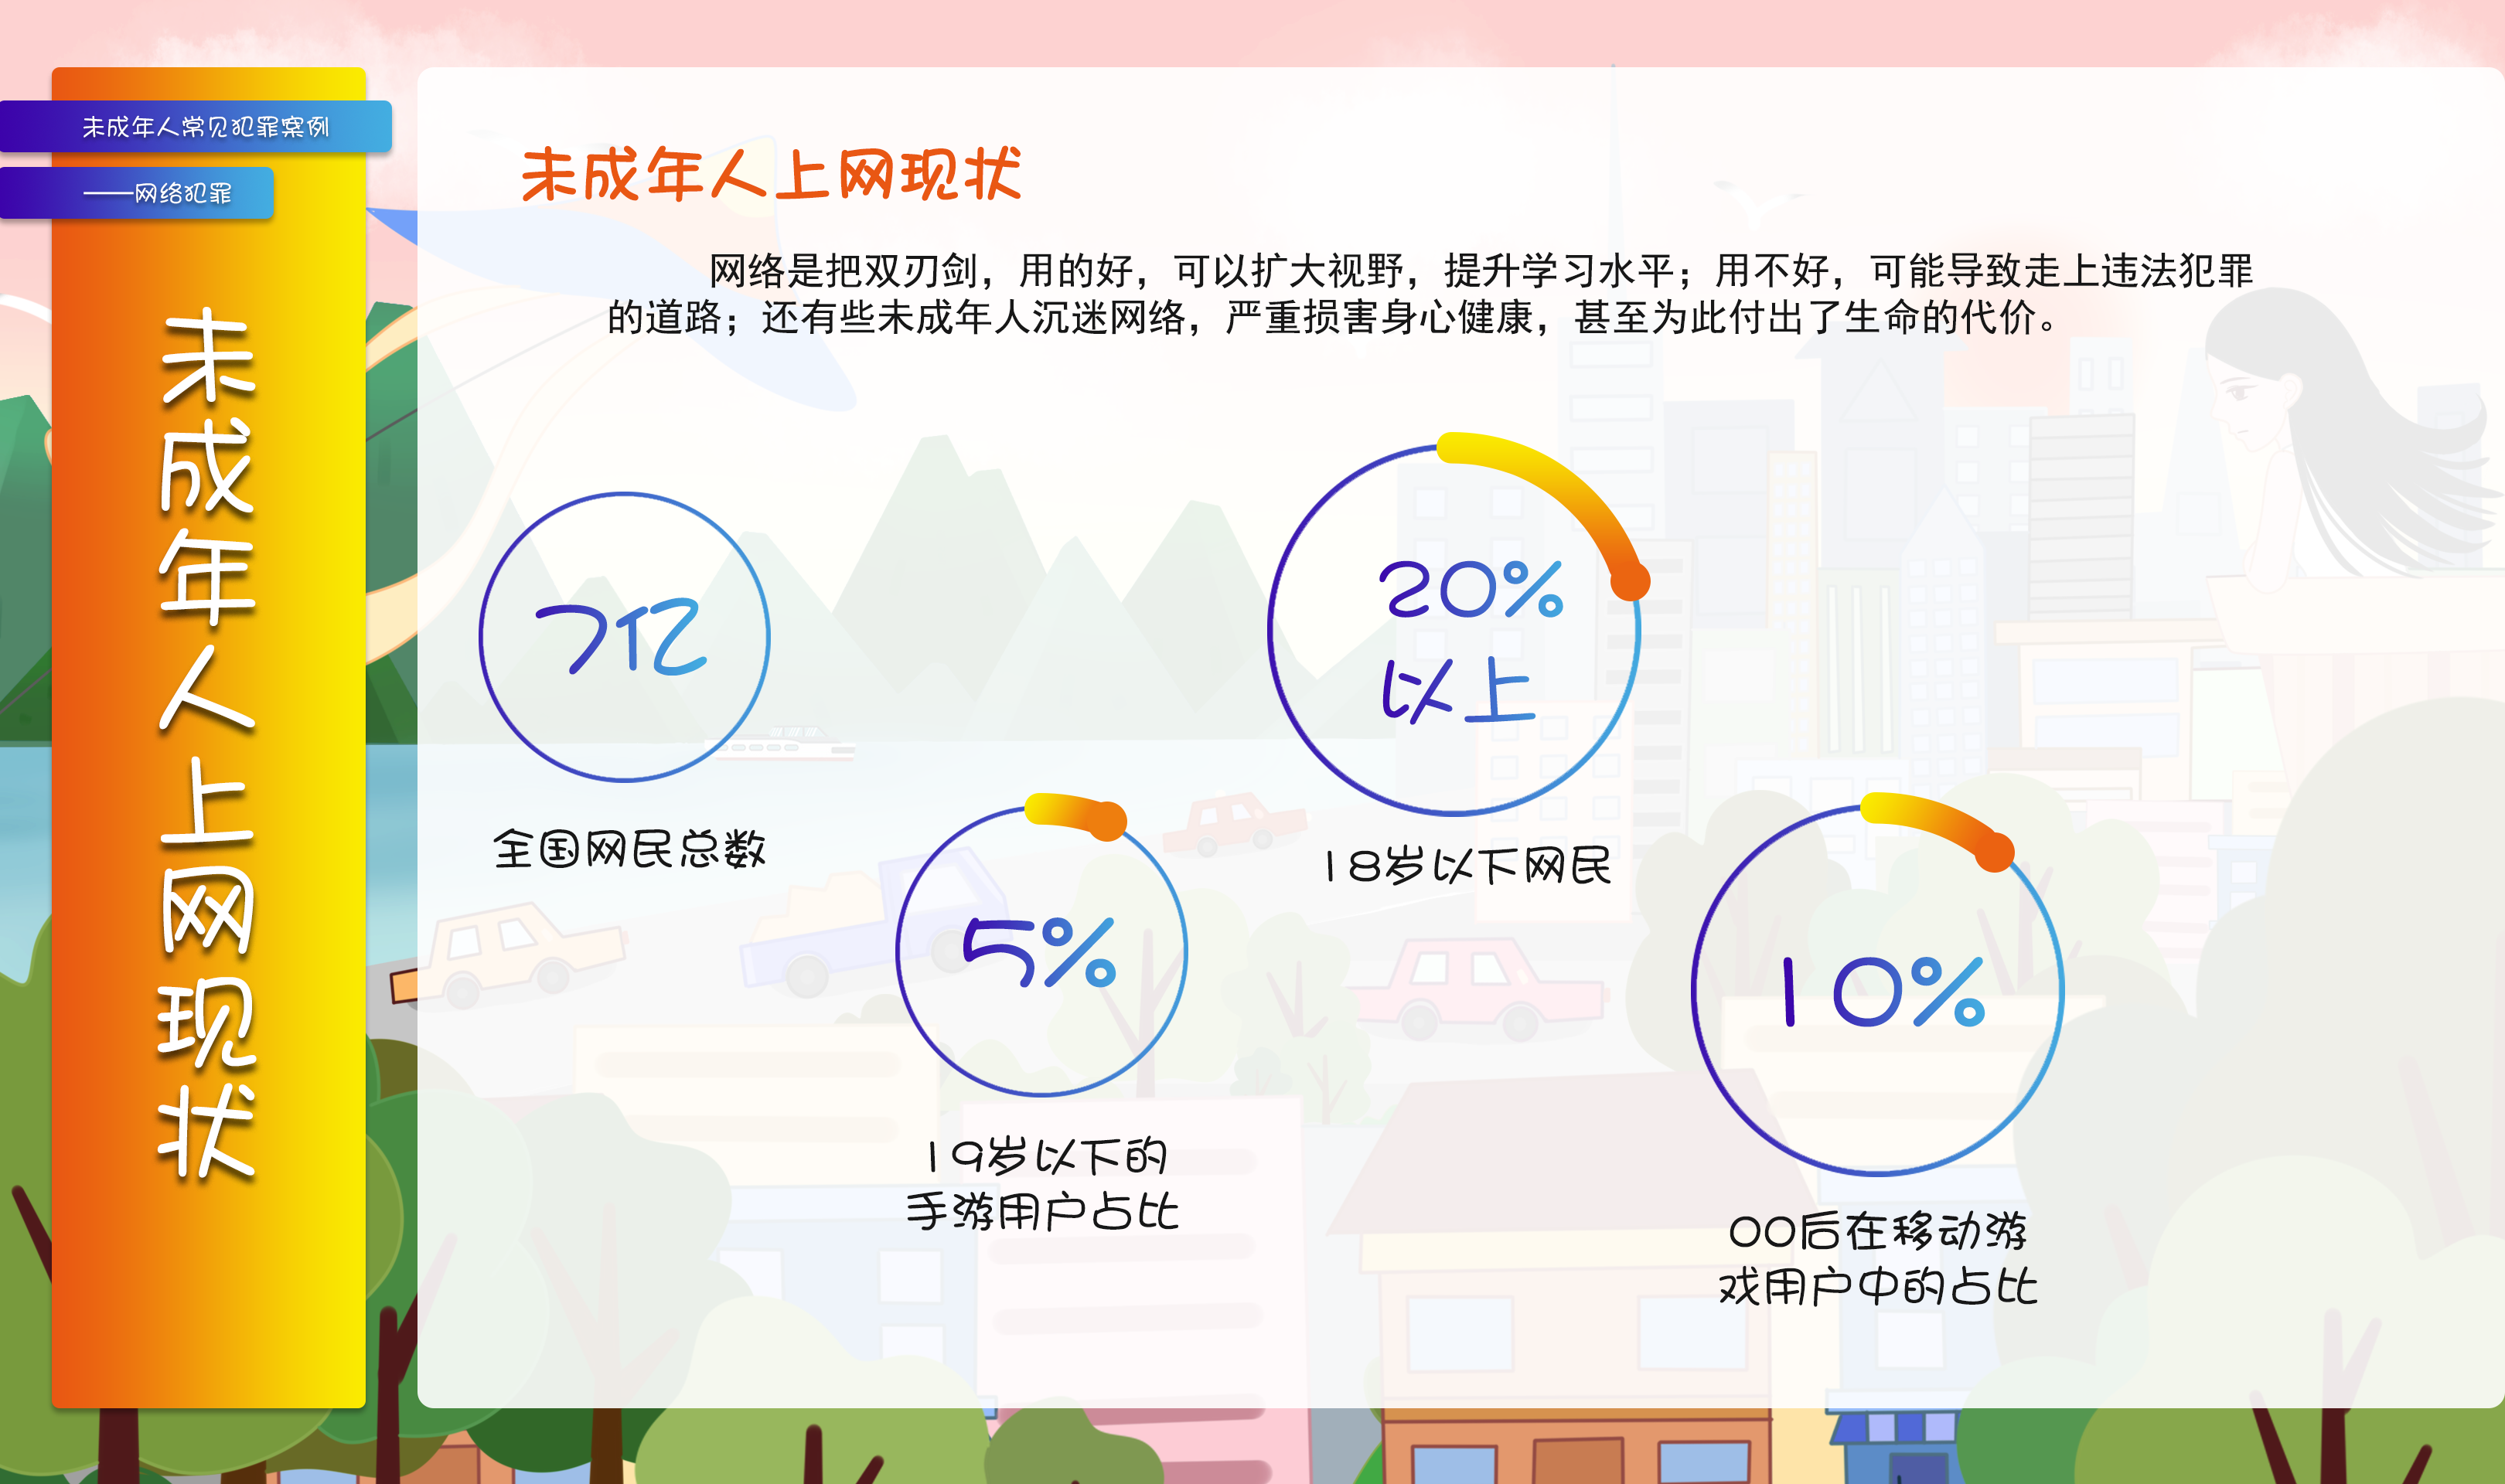 未成年人常见犯罪案例
——网络犯罪
未成年人上网现状
未成年人上网现状
网络是把双刃剑，用的好，可以扩大视野，提升学习水平；用不好，可能导致走上违法犯罪
的道路；还有些未成年人沉迷网络，严重损害身心健康，甚至为此付出了生命的代价。
7亿
全国网民总数
5%
19岁以下的
手游用户占比
20%
以上
18岁以下网民
10%
00后在移动游
戏用户中的占比